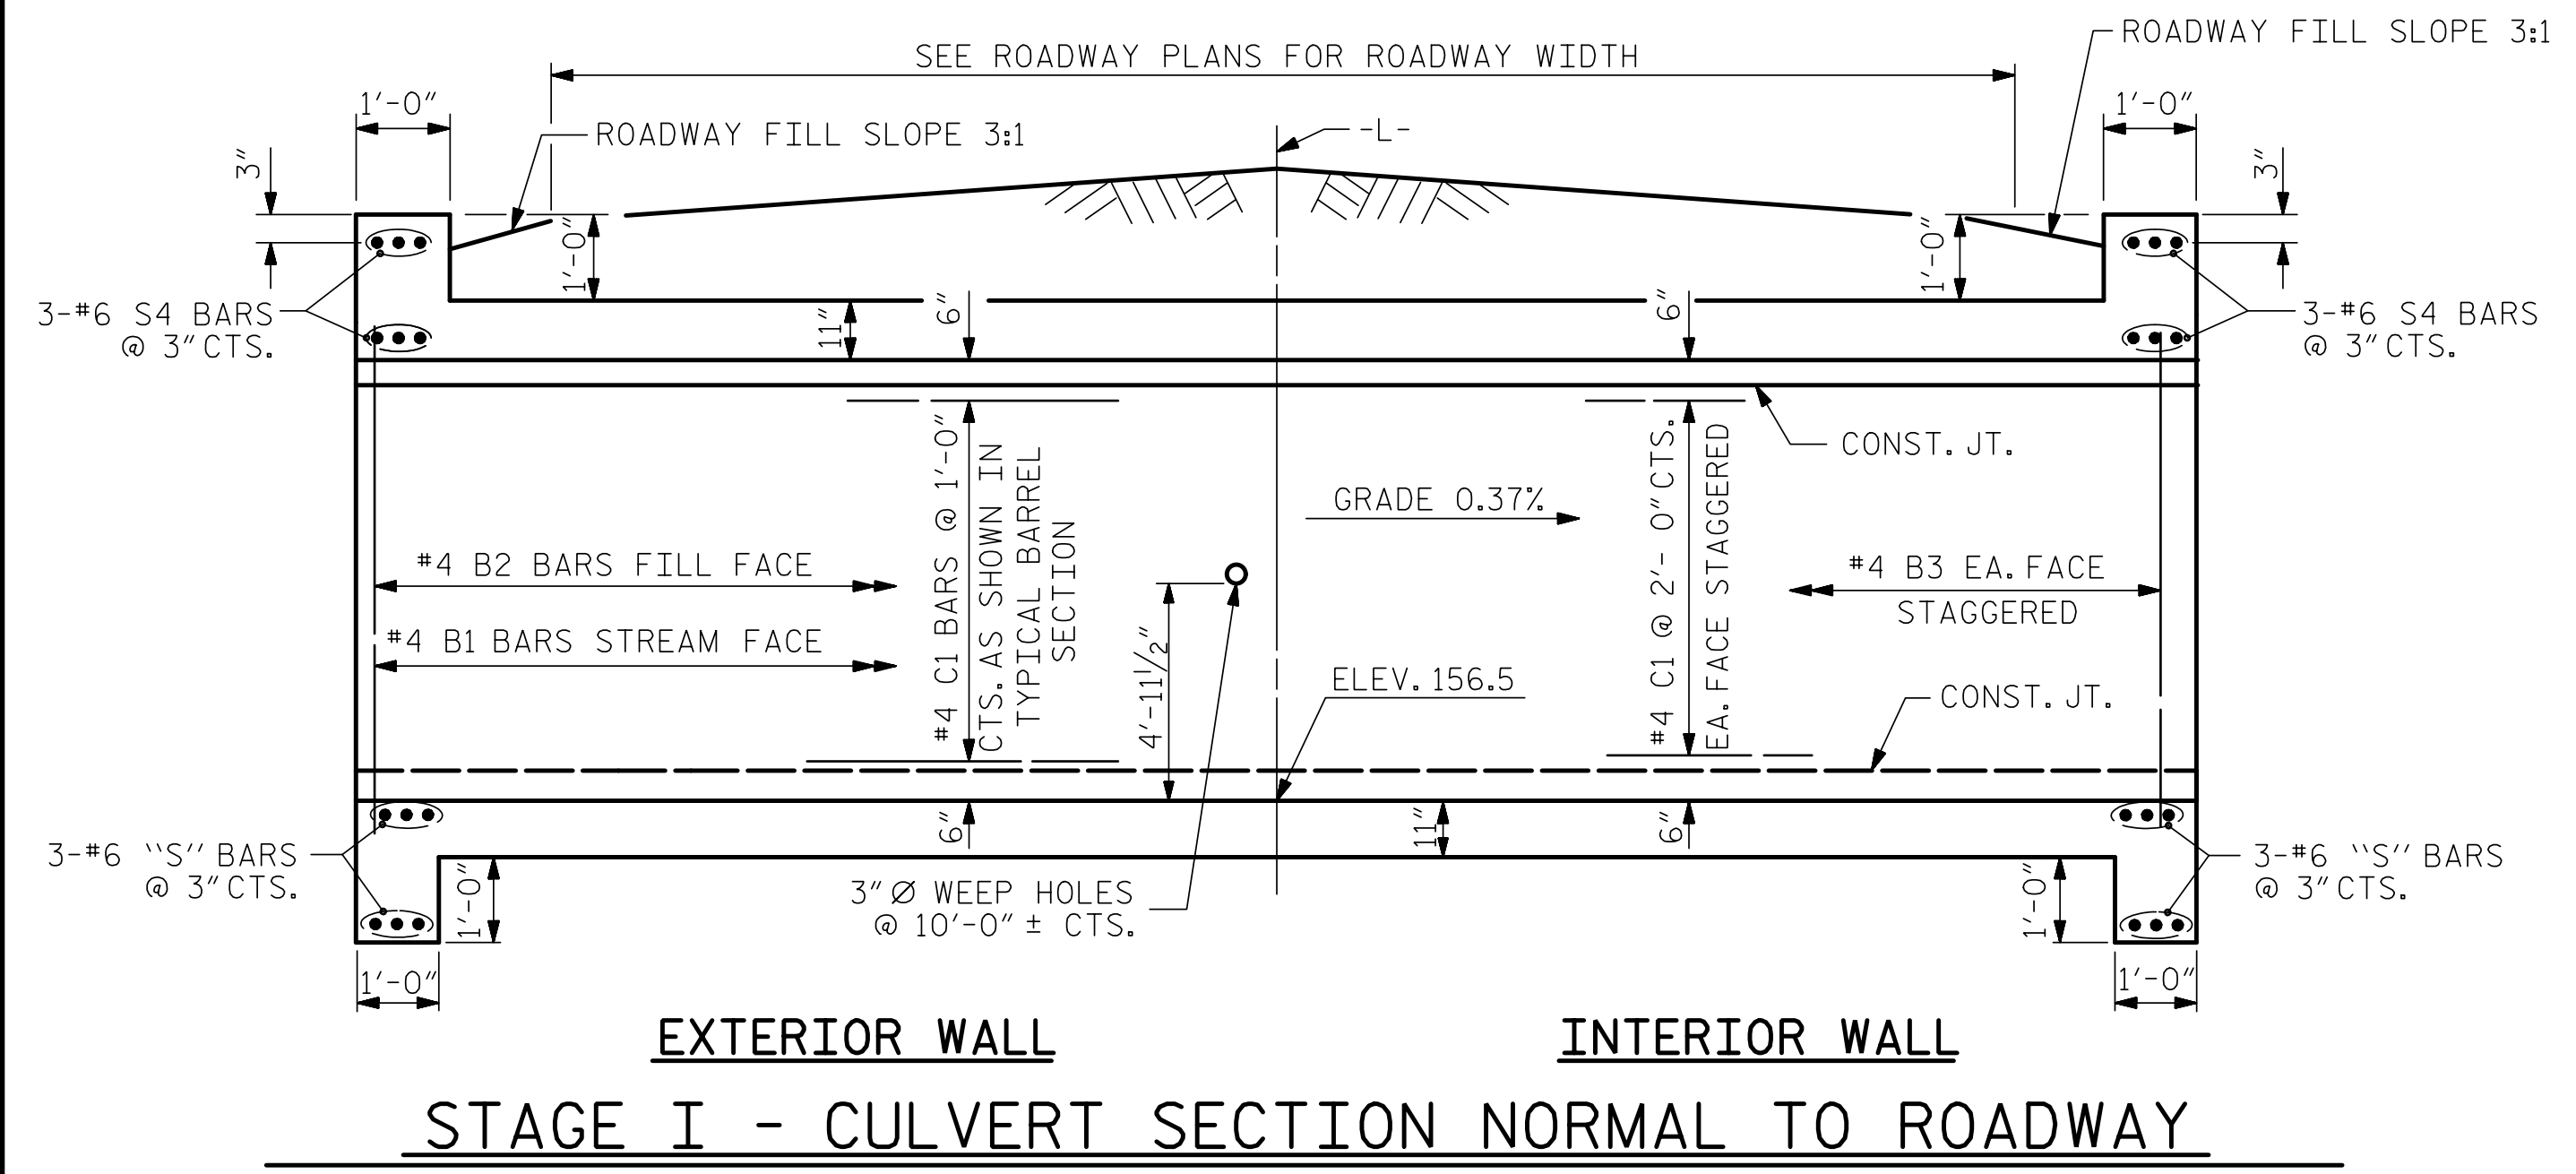 SEE ROADWAY PLANS FOR ROADWAY WIDTH
ROADWAY FILL SLOPE 3:1
1'-0"
1'-0"
ROADWAY FILL SLOPE 3:1
-L-
3"
3"
1'-0"
1'-0"
3-#6 S4 BARS
@ 3" CTS.
11"
6"
6"
3-#6 S4 BARS
@ 3" CTS.
#4 C1 BARS @ 1'-0"
CTS. AS SHOWN IN
TYPICAL BARREL
SECTION
#4 C1 @ 2'- 0" CTS.
EA. FACE STAGGERED
CONST. JT.
GRADE 0.37%
#4 B2 BARS FILL FACE
#4 B3 EA. FACE
STAGGERED
#4 B1 BARS STREAM FACE
4'-11 1/2"
ELEV. 156.5
CONST. JT.
3-#6 "S" BARS
@ 3" CTS.
6"
11"
6"
3-#6 "S" BARS
@ 3" CTS.
1'-0"
3" Ø WEEP HOLES
@ 10'-0" ± CTS.
1'-0"
1'-0"
1'-0"
EXTERIOR WALL
INTERIOR WALL
STAGE I - CULVERT SECTION NORMAL TO ROADWAY